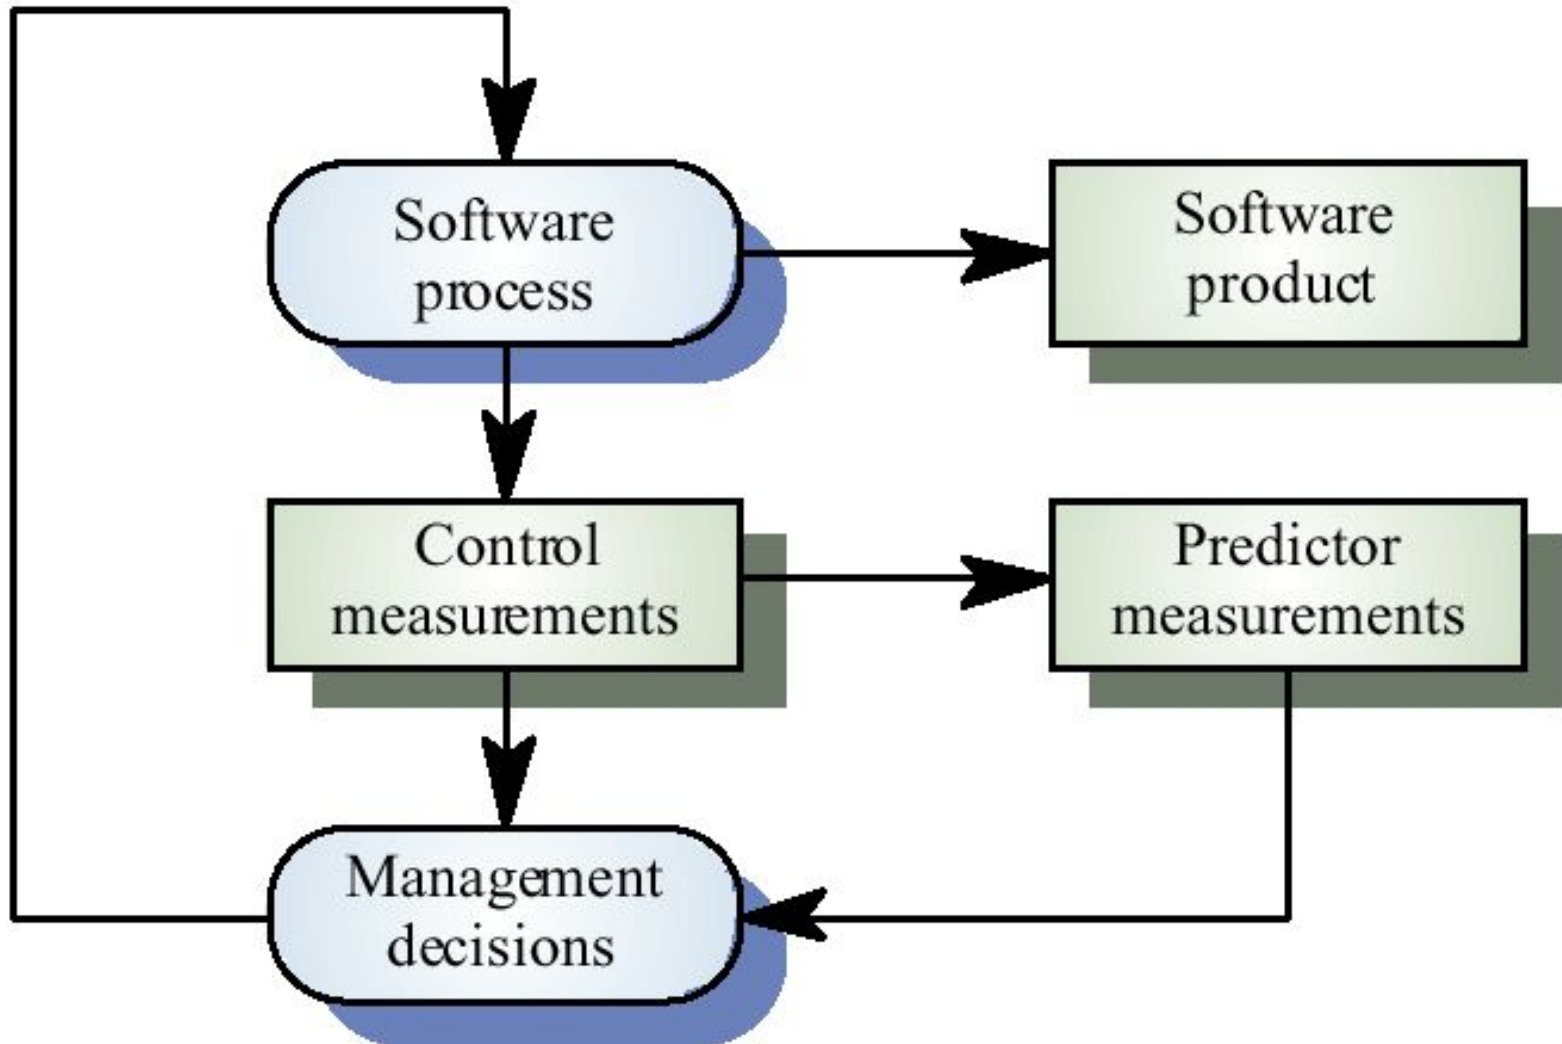 Software
process
Software
product
Control
measurements
Predictor
measurements
Management
decisions